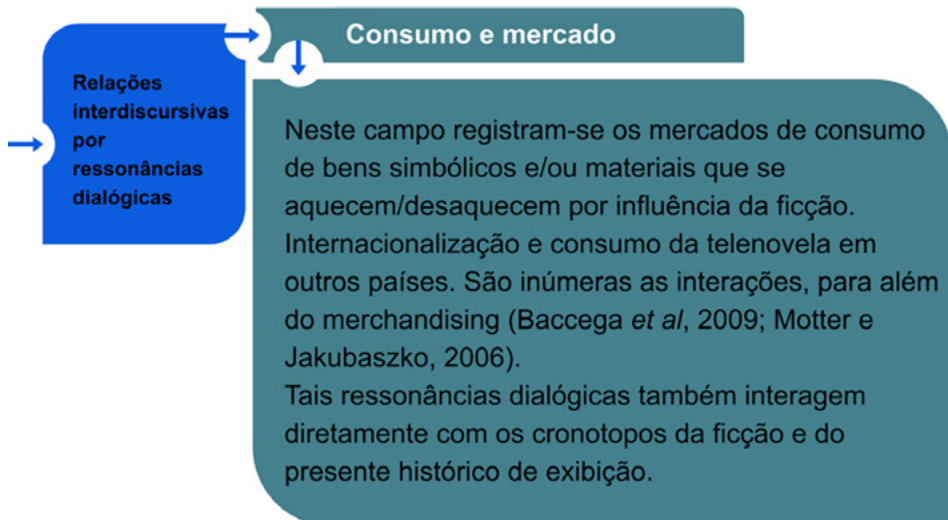 Consumo e mercado
Relações
interdiscursivas
por
ressonâncias
dialógicas
Neste campo registram-se os mercados de consumo
de bens simbólicos e/ou materiais que se
aquecem/desaquecem por influência da ficção.
Internacionalização e consumo da telenovela em
outros países. São inúmeras as interações, para além
do merchandising (Baccega et al, 2009; Motter e
Jakubaszko, 2006).
Tais ressonâncias dialógicas também interagem
diretamente com os cronotopos da ficção e do
presente histórico de exibição.